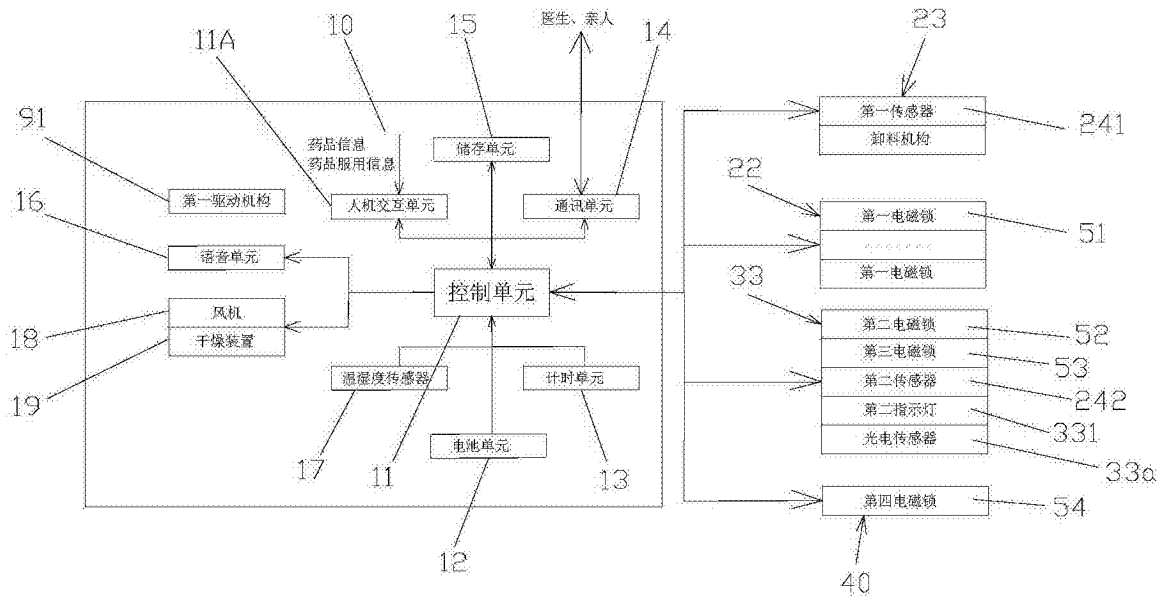 10
15
医生、亲人
14
23
11A
91
药品信息
药品服用信息
储存单元
第一传感器
卸料机构
241
16
第一驱动机构
人机交互单元
通讯单元
22
第一电磁锁
.......
第一电磁锁
51
语音单元
控制单元
33
18
风机
干燥装置
19
温湿度传感器
计时单元
电池单元
17
11
13
12
第二电磁锁
第三电磁锁
第二传感器
第二指示灯
光电传感器
52
53
242
331
33a
第四电磁锁
54
40